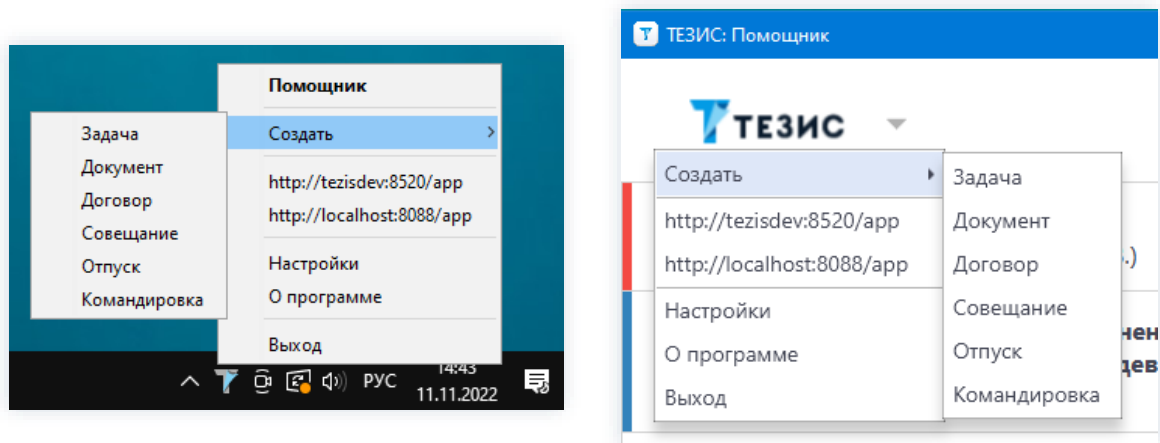 Помощник
Создать
Задача
Документ
Договор
Совещание
Отпуск
Командировка
http://tezisdev:8520/app
http://localhost:8088/app
Настройки
О программе
Выход
РУС
14:43
11.11.2022
ТЕЗИС: Помощник
ТЕЗИС
Создать
http://tezisdev:8520/app
http://localhost:8088/app
Настройки
О программе
Выход
Задача
Документ
Договор
Совещание
Отпуск
Командировка
.)